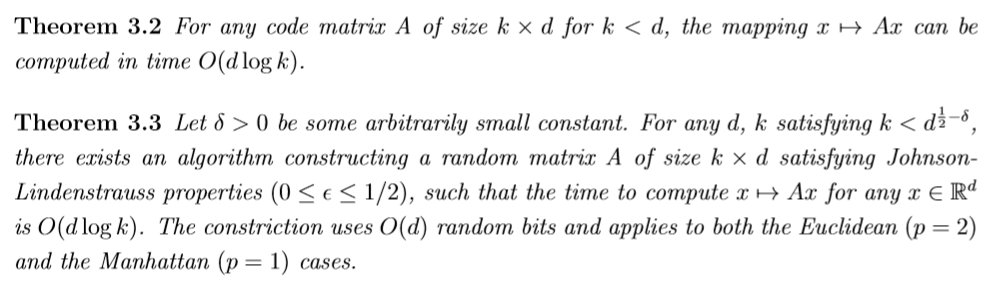 Theorem 3.2 For any code matrix A of size k × d for k < d, the mapping x ↦ Ax can be
computed in time O(d log k).
Theorem 3.3 Let δ > 0 be some arbitrarily small constant. For any d, k satisfying k < d^{\frac{1}{2}-δ},
there exists an algorithm constructing a random matrix A of size k × d satisfying Johnson-
Lindenstrauss properties (0 ≤ ϵ ≤ 1/2), such that the time to compute x ↦ Ax for any x ∈ ℝ^d
is O(d log k). The constriction uses O(d) random bits and applies to both the Euclidean (p = 2)
and the Manhattan (p = 1) cases.